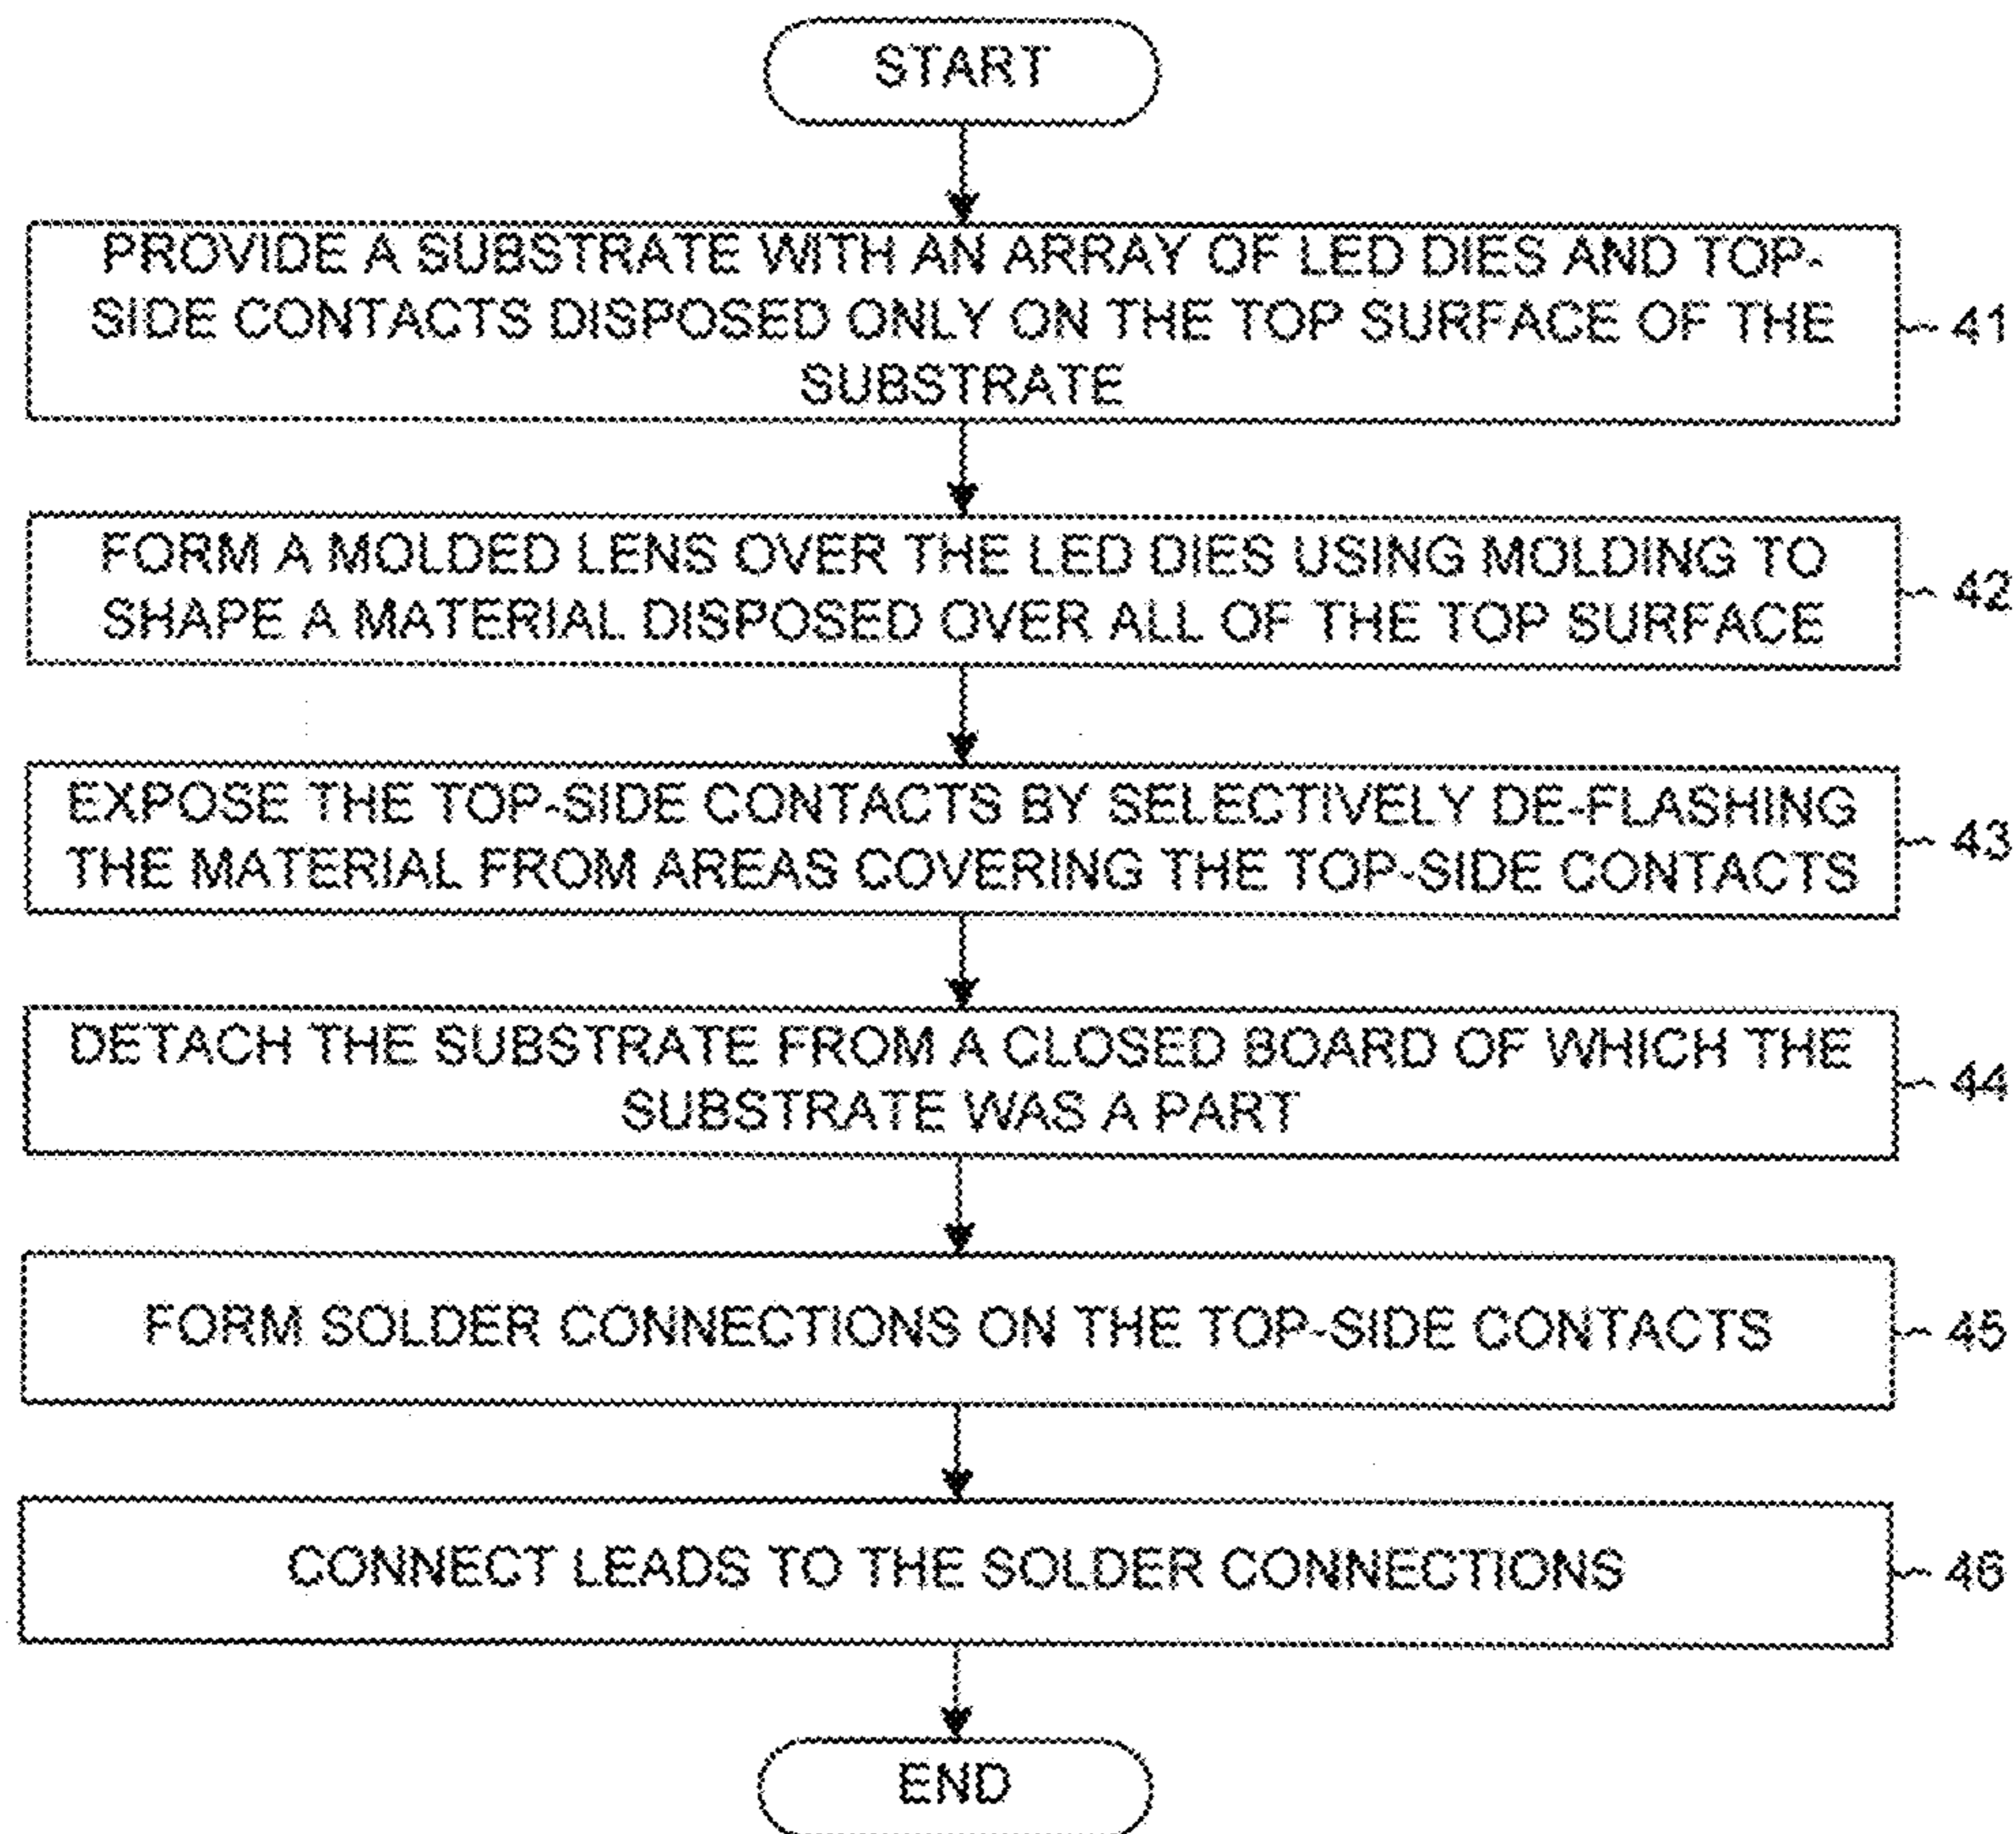 START
PROVIDE A SUBSTRATE WITH AN ARRAY OF LED DIES AND TOP-
SIDE CONTACTS DISPOSED ONLY ON THE TOP SURFACE OF THE
SUBSTRATE
41
FORM A MOLDED LENS OVER THE LED DIES USING MOLDING TO
SHAPE A MATERIAL DISPOSED OVER ALL OF THE TOP SURFACE
42
EXPOSE THE TOP-SIDE CONTACTS BY SELECTIVELY DE-FLASHING
THE MATERIAL FROM AREAS COVERING THE TOP-SIDE CONTACTS
43
DETACH THE SUBSTRATE FROM A CLOSED BOARD OF WHICH THE
SUBSTRATE WAS A PART
44
FORM SOLDER CONNECTIONS ON THE TOP-SIDE CONTACTS
45
CONNECT LEADS TO THE SOLDER CONNECTIONS
46
END